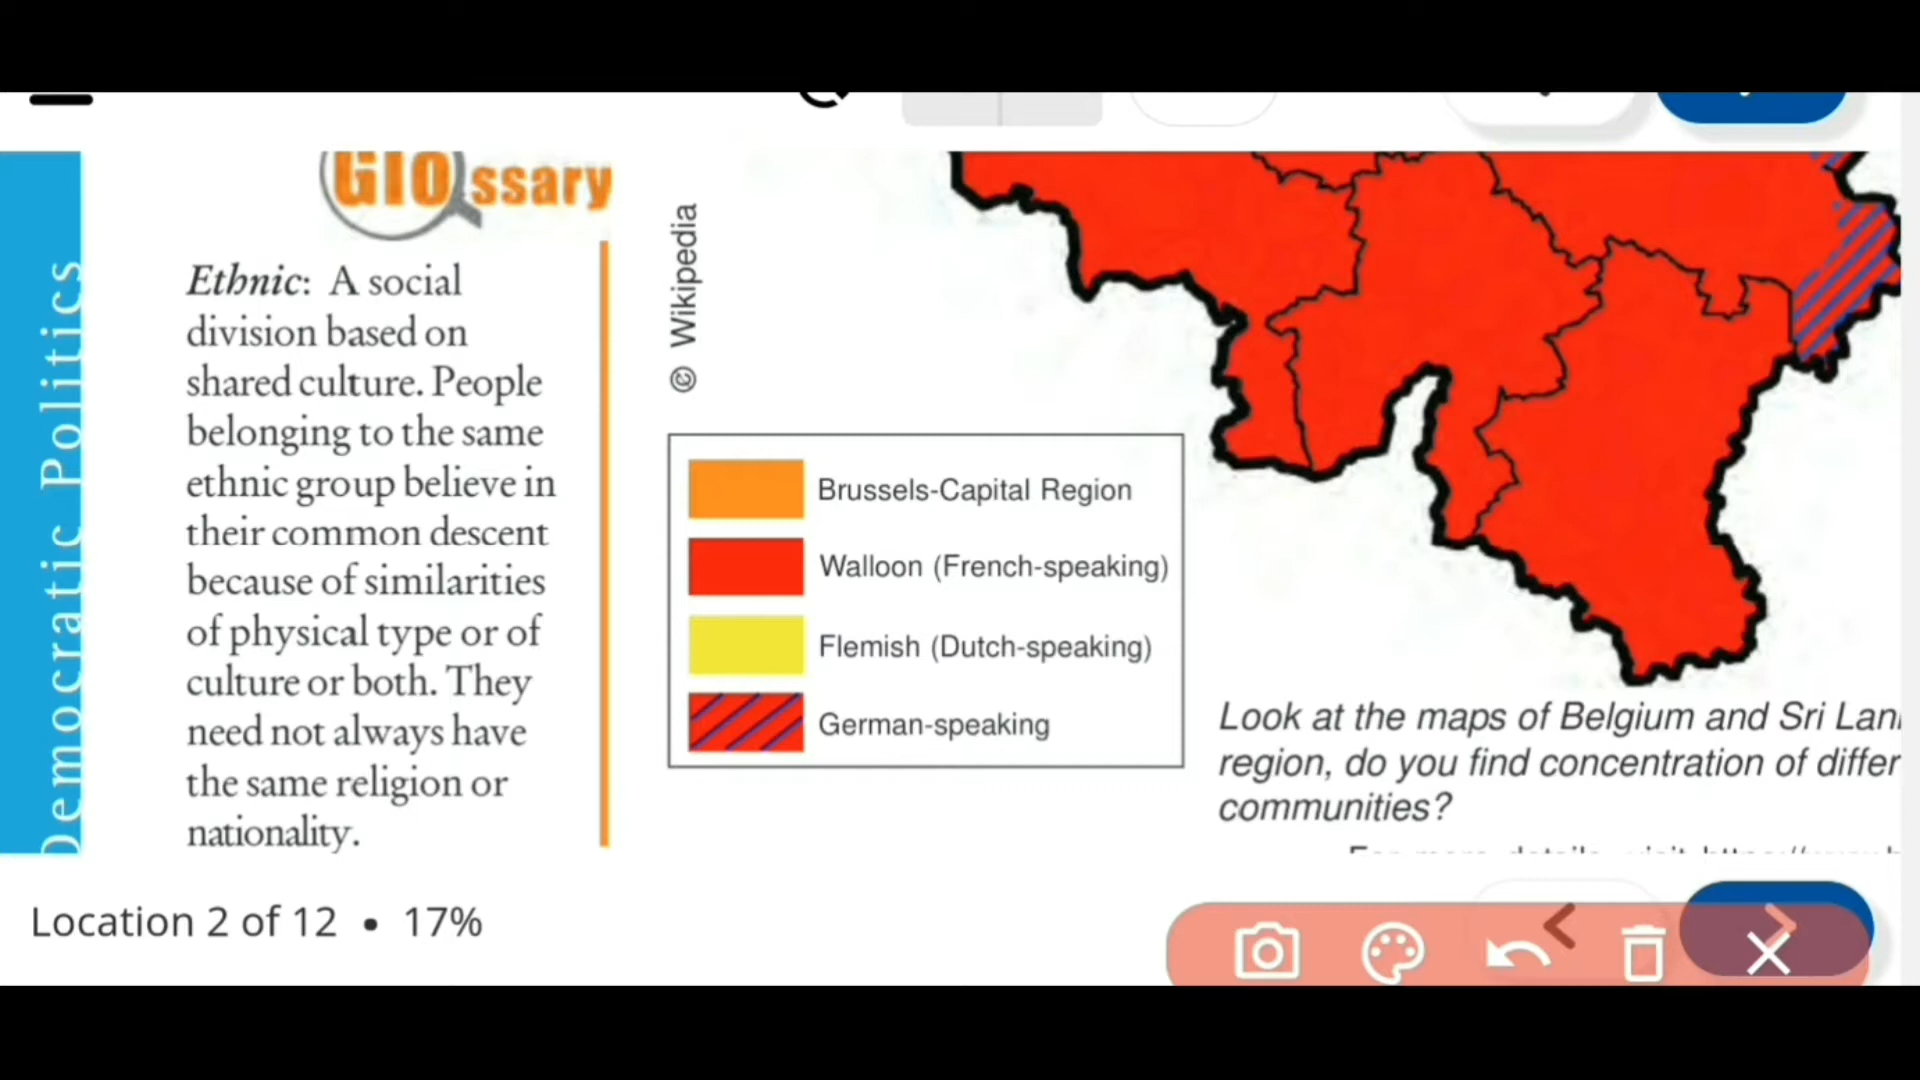 GlOssary
Ethnic: A social
division based on
shared culture. People
belonging to the same
ethnic group believe in
their common descent
because of similarities
of physical type or of
culture or both. They
need not always have
the same religion or
nationality.
Democratic Politics
© Wikipedia
Brussels-Capital Region
Walloon (French-speaking)
Flemish (Dutch-speaking)
German-speaking
Look at the maps of Belgium and Sri Lan
region, do you find concentration of differ
communities?
Location 2 of 12 • 17%